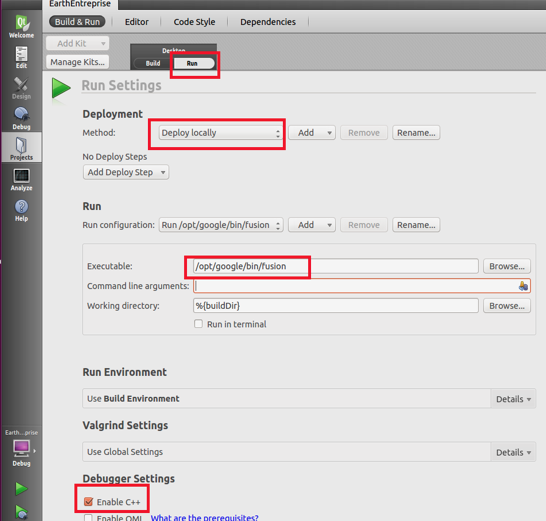 EarthEntreprise
Build & Run Editor Code Style Dependencies
Welcome
Add Kit
Desktop
Manage Kits...
Build Run
Edit
Run Settings
Design
Deployment
Debug
Method: Deploy locally Add Remove Rename...
Projects
No Deploy Steps
Add Deploy Step
Analyze
Run
Help
Run configuration: Run /opt/google/bin/fusion Add Remove Rename...
Executable: /opt/google/bin/fusion Browse...
Command line arguments:
Working directory: %{buildDir} Browse...
Run in terminal
Run Environment
Use Build Environment Details
Valgrind Settings
Earth...prise
Use Global Settings Details
Debug
Debugger Settings
Enable C++
Enable QML What are the prerequisites?